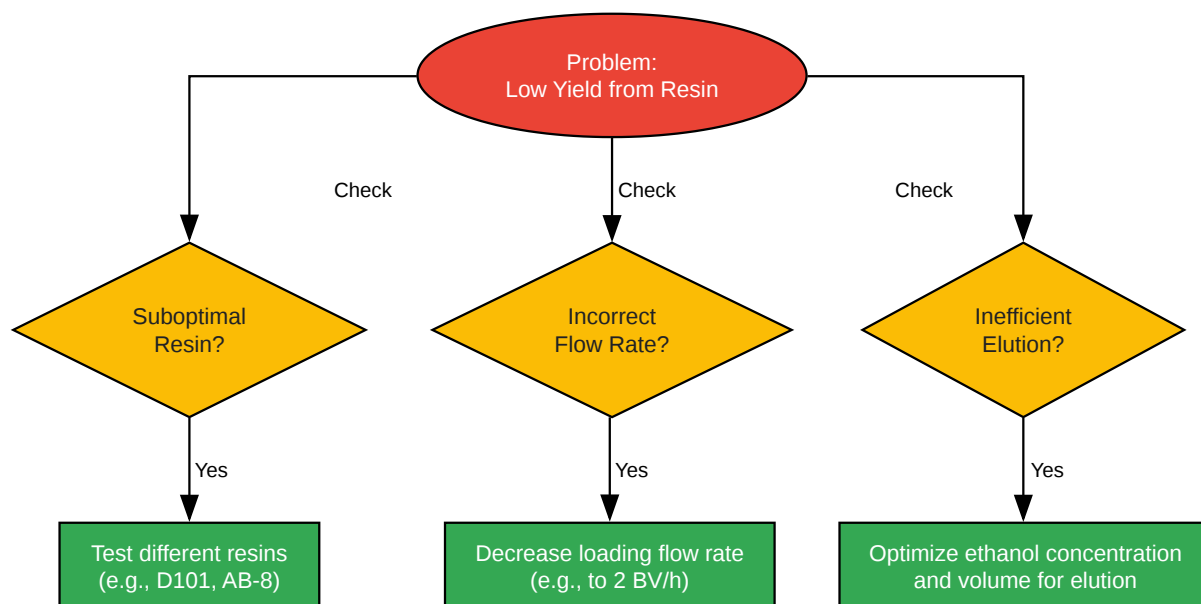 Problem:
Low Yield from Resin
Check
Check
Check
Suboptimal
Resin?
Incorrect
Flow Rate?
Inefficient
Elution?
Yes
Yes
Yes
Test different resins
(e.g., D101, AB-8)
Decrease loading flow rate
(e.g., to 2 BV/h)
Optimize ethanol concentration
and volume for elution